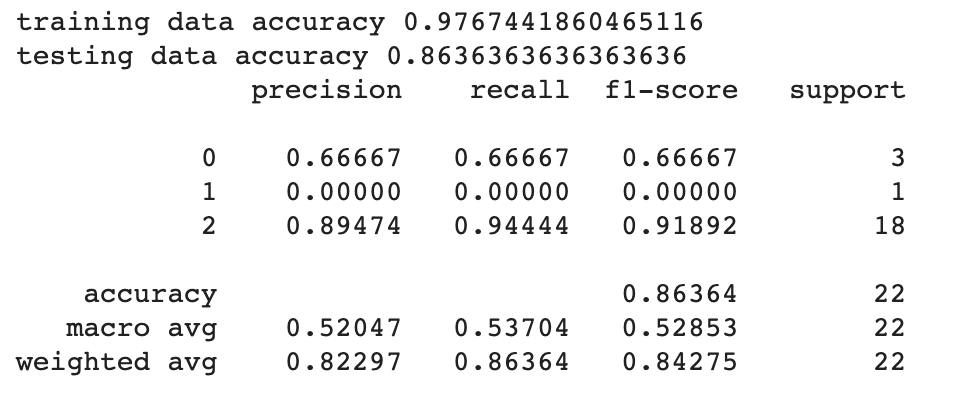 training data accuracy 0.9767441860465116
testing data accuracy 0.8636363636363636
precision recall f1-score support
0 0.66667 0.66667 0.66667 3
1 0.00000 0.00000 0.00000 1
2 0.89474 0.94444 0.91892 18
accuracy 0.86364 22
macro avg 0.52047 0.53704 0.52853 22
weighted avg 0.82297 0.86364 0.84275 22